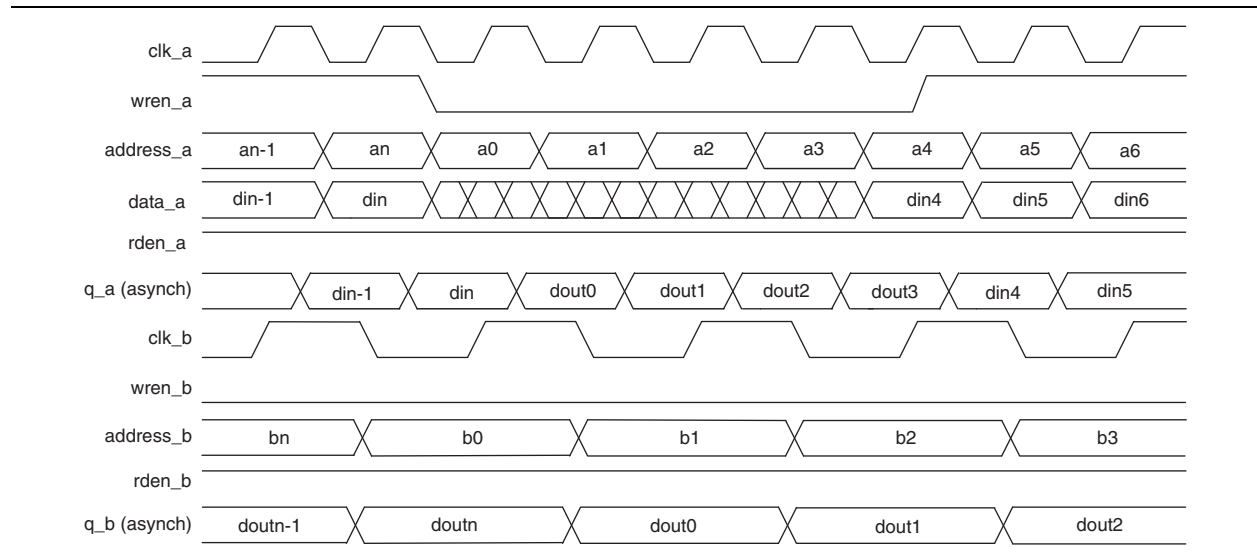 clk_a
wren_a
address_a an-1 an a0 a1 a2 a3 a4 a5 a6
data_a din-1 din din4 din5 din6
rden_a
q_a (asynch) din-1 din dout0 dout1 dout2 dout3 din4 din5
clk_b
wren_b
address_b bn b0 b1 b2 b3
rden_b
q_b (asynch) doutn-1 doutn dout0 dout1 dout2